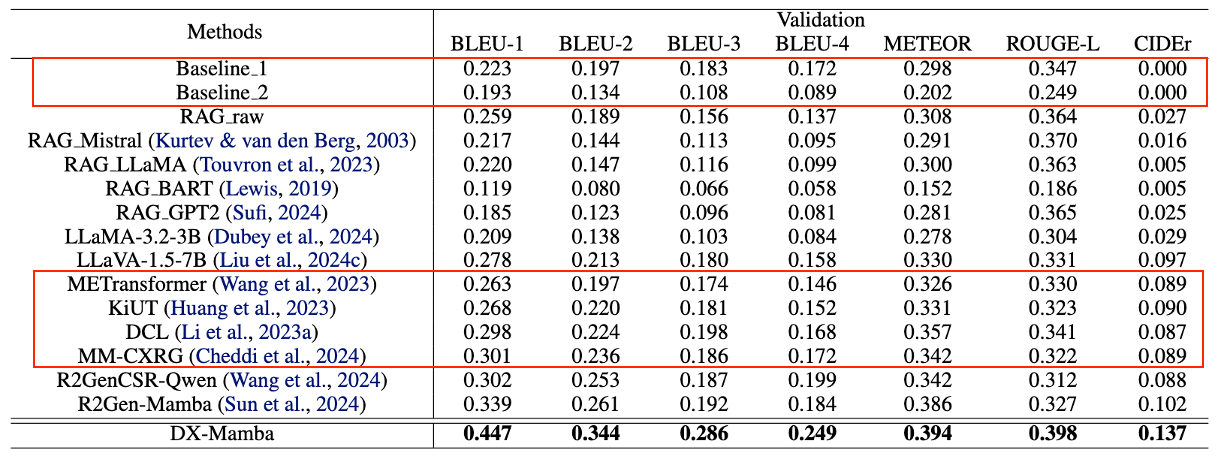 Methods Validation
BLEU-1 BLEU-2 BLEU-3 BLEU-4 METEOR ROUGE-L CIDEr
Baseline_1 0.223 0.197 0.183 0.172 0.298 0.347 0.000
Baseline_2 0.193 0.134 0.108 0.089 0.202 0.249 0.000
RAG_raw 0.259 0.189 0.156 0.137 0.308 0.364 0.027
RAG_Mistral (Kurtev & van den Berg, 2003) 0.217 0.144 0.113 0.095 0.291 0.370 0.016
RAG_LLaMA (Touvron et al., 2023) 0.220 0.147 0.116 0.099 0.300 0.363 0.005
RAG_BART (Lewis, 2019) 0.119 0.080 0.066 0.058 0.152 0.186 0.005
RAG_GPT2 (Sufi, 2024) 0.185 0.123 0.096 0.081 0.281 0.365 0.025
LLaMA-3.2-3B (Dubey et al., 2024) 0.209 0.138 0.103 0.084 0.278 0.304 0.029
LLaVA-1.5-7B (Liu et al., 2024c) 0.278 0.213 0.180 0.158 0.330 0.331 0.097
METransformer (Wang et al., 2023) 0.263 0.197 0.174 0.146 0.326 0.330 0.089
KiUT (Huang et al., 2023) 0.268 0.220 0.181 0.152 0.331 0.323 0.090
DCL (Li et al., 2023a) 0.298 0.224 0.198 0.168 0.357 0.341 0.087
MM-CXRG (Cheddi et al., 2024) 0.301 0.236 0.186 0.172 0.342 0.322 0.089
R2GenCSR-Qwen (Wang et al., 2024) 0.302 0.253 0.187 0.199 0.342 0.312 0.088
R2Gen-Mamba (Sun et al., 2024) 0.339 0.261 0.192 0.184 0.386 0.327 0.102
DX-Mamba 0.447 0.344 0.286 0.249 0.394 0.398 0.137